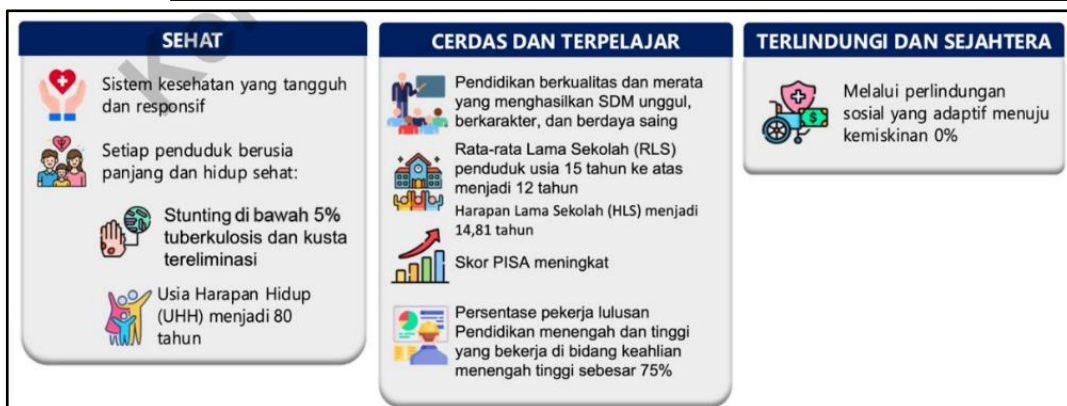 SEHAT
Sistem kesehatan yang tangguh
dan responsif
Setiap penduduk berusia
panjang dan hidup sehat:
Stunting di bawah 5%
tuberkulosis dan kusta
tereliminasi
Usia Harapan Hidup
(UHH) menjadi 80
tahun
CERDAS DAN TERPELAJAR
Pendidikan berkualitas dan merata
yang menghasilkan SDM unggul,
berkarakter, dan berdaya saing
Rata-rata Lama Sekolah (RLS)
penduduk usia 15 tahun ke atas
menjadi 12 tahun
Harapan Lama Sekolah (HLS) menjadi
14,81 tahun
Skor PISA meningkat
Persentase pekerja lulusan
Pendidikan menengah dan tinggi
yang bekerja di bidang keahlian
menengah tinggi sebesar 75%
TERLINDUNGI DAN SEJAHTERA
Melalui perlindungan
sosial yang adaptif menuju
kemiskinan 0%